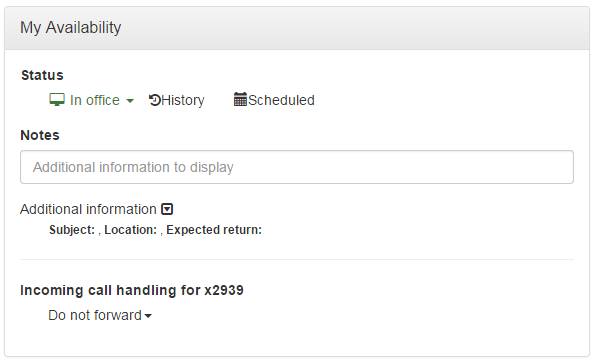 My Availability
Status
In office History Scheduled
Notes
Additional information to display
Additional information
Subject: , Location: , Expected return:
Incoming call handling for x2939
Do not forward